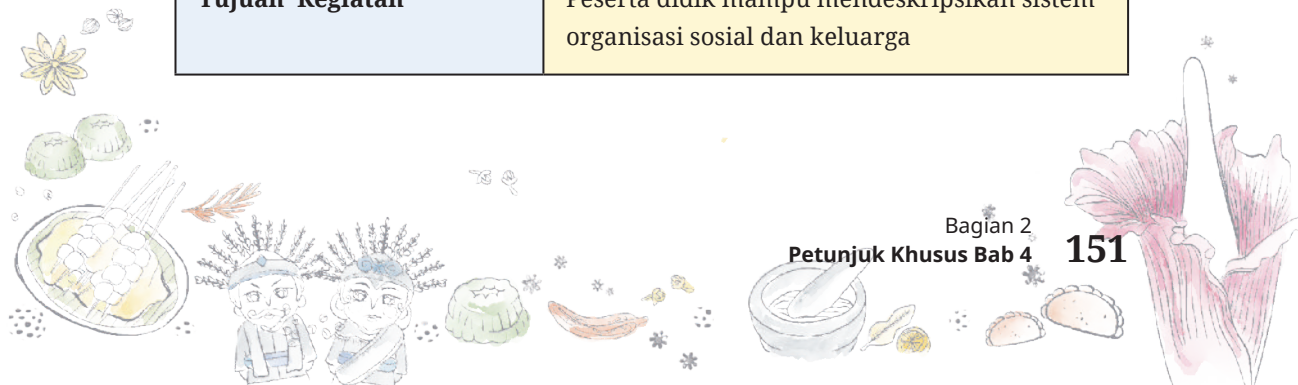 Tujuan Kegiatan
Peserta didik mampu mendeskripsikan sistem
organisasi sosial dan keluarga
Bagian 2
Petunjuk Khusus Bab 4
151